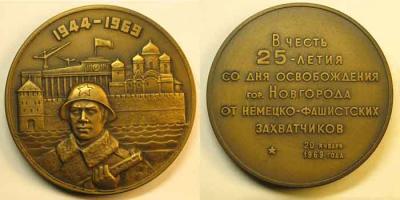 1944-1969
В честь
25-летия
со дня освобождения
гор. Новгорода
от немецко-фашистских
захватчиков
20 января
1969 года